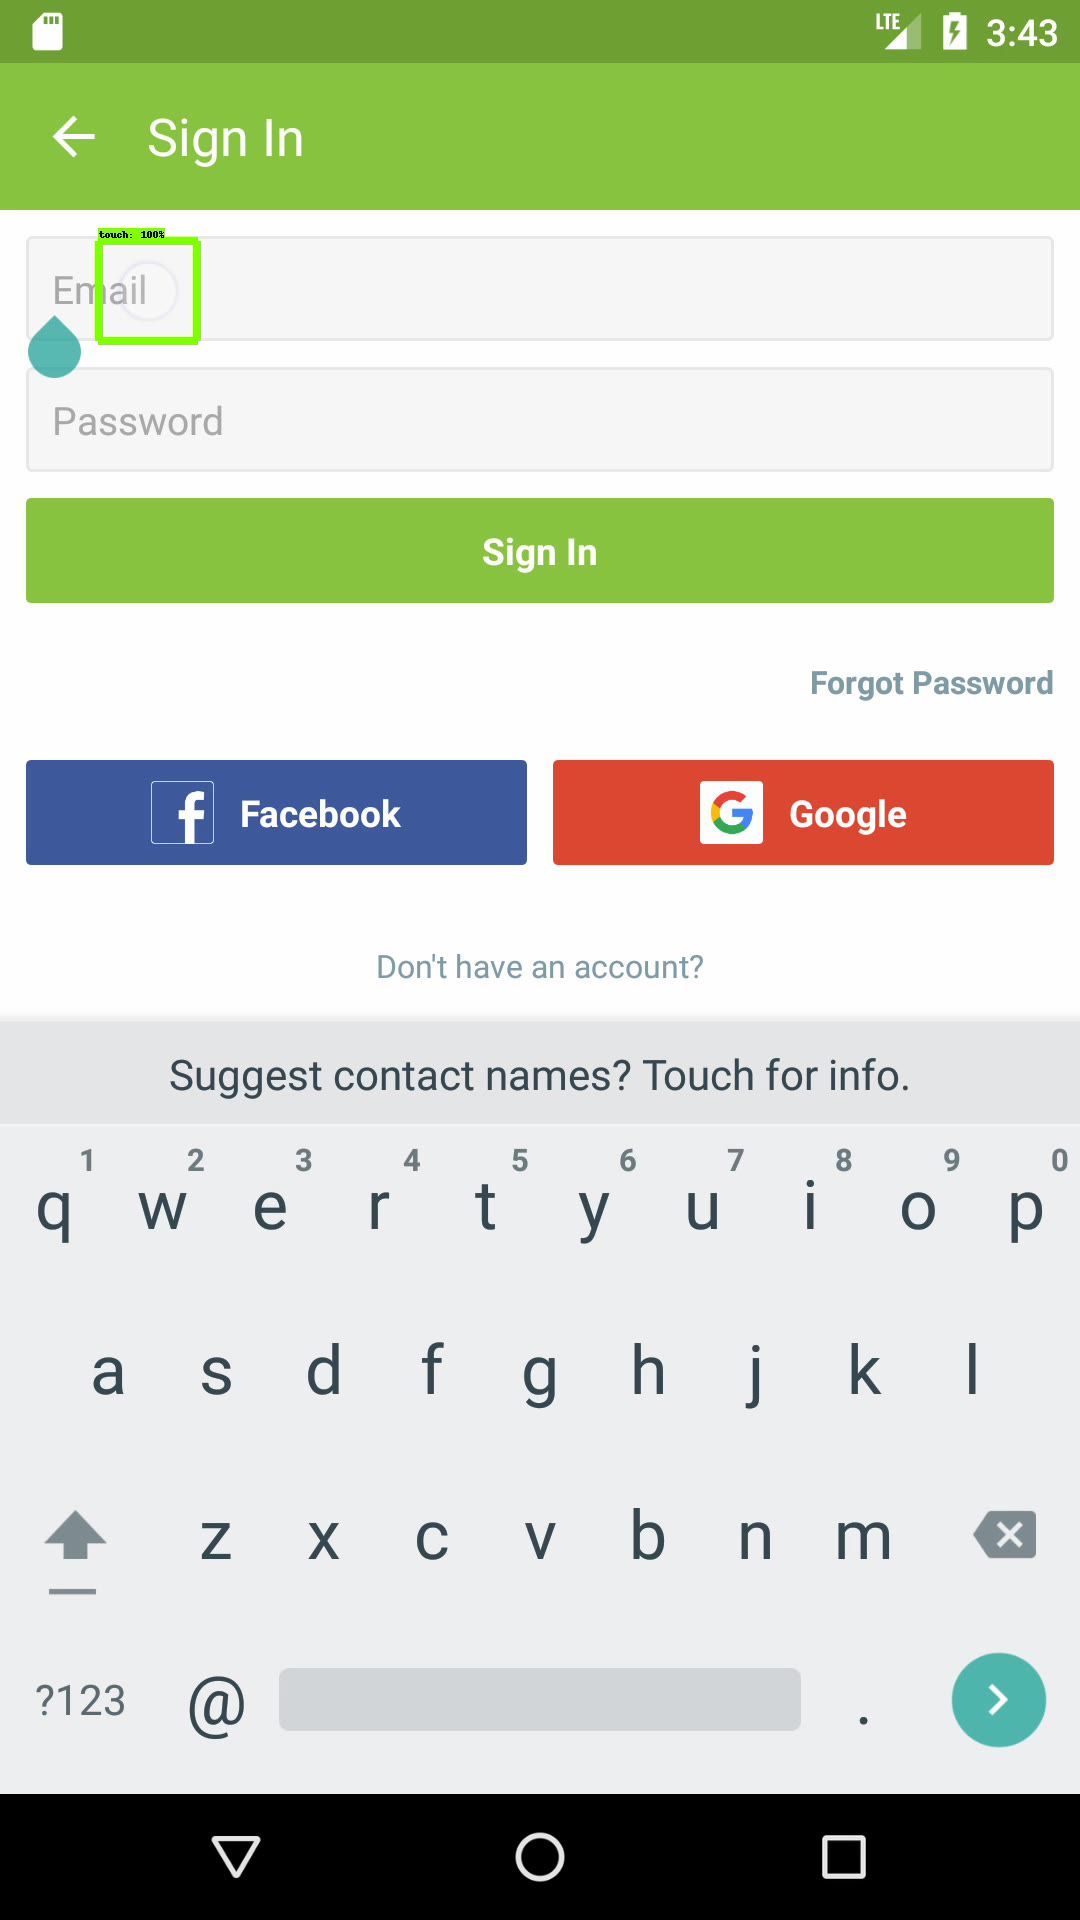 LTE 3:43
Sign In
touch: 100%
Email
Password
Sign In
Forgot Password
Facebook Google
Don't have an account?
Suggest contact names? Touch for info.
1 2 3 4 5 6 7 8 9 0
q w e r t y u i o p
a s d f g h j k l
z x c v b n m
?123 @ .